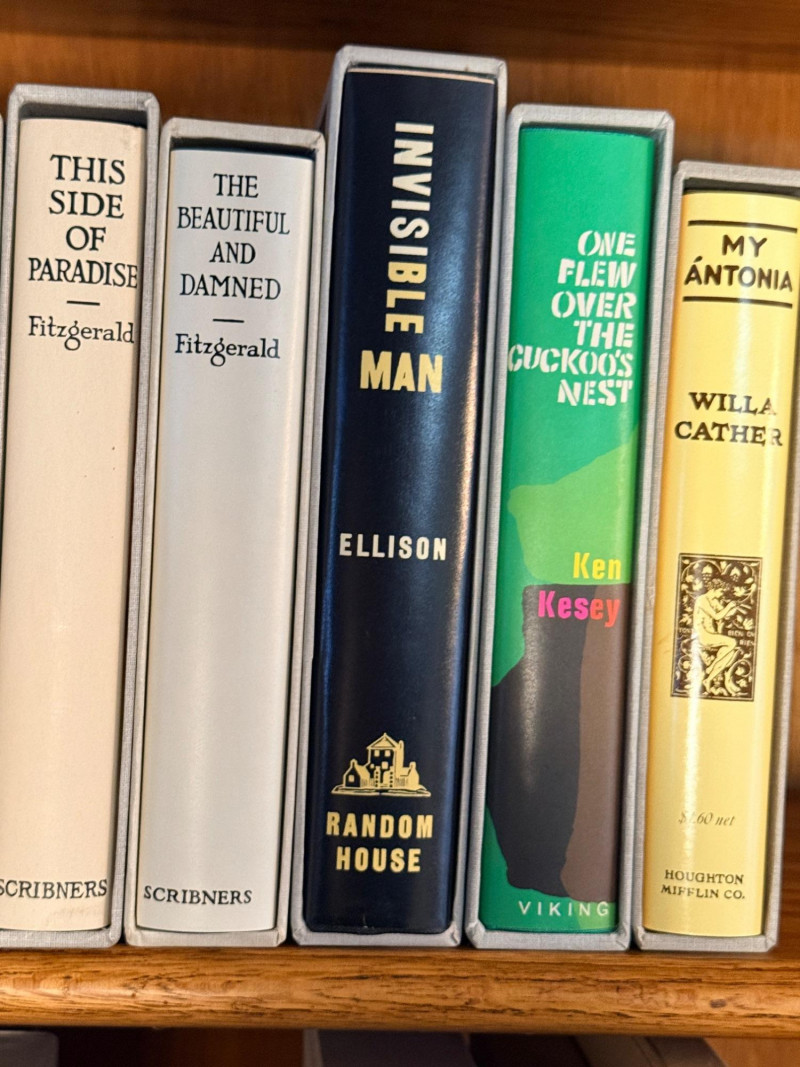 THIS
SIDE
OF
PARADISE
Fitzgerald
SCRIBNERS
THE
BEAUTIFUL
AND
DAMNED
Fitzgerald
SCRIBNERS
INVISIBLE
MAN
ELLISON
RANDOM
HOUSE
ONE
FLEW
OVER
THE
CUCKOO'S
NEST
Ken
Kesey
VIKING
MY
ÁNTONIA
WILLA
CATHER
net
HOUGHTON
MIFFLIN CO.